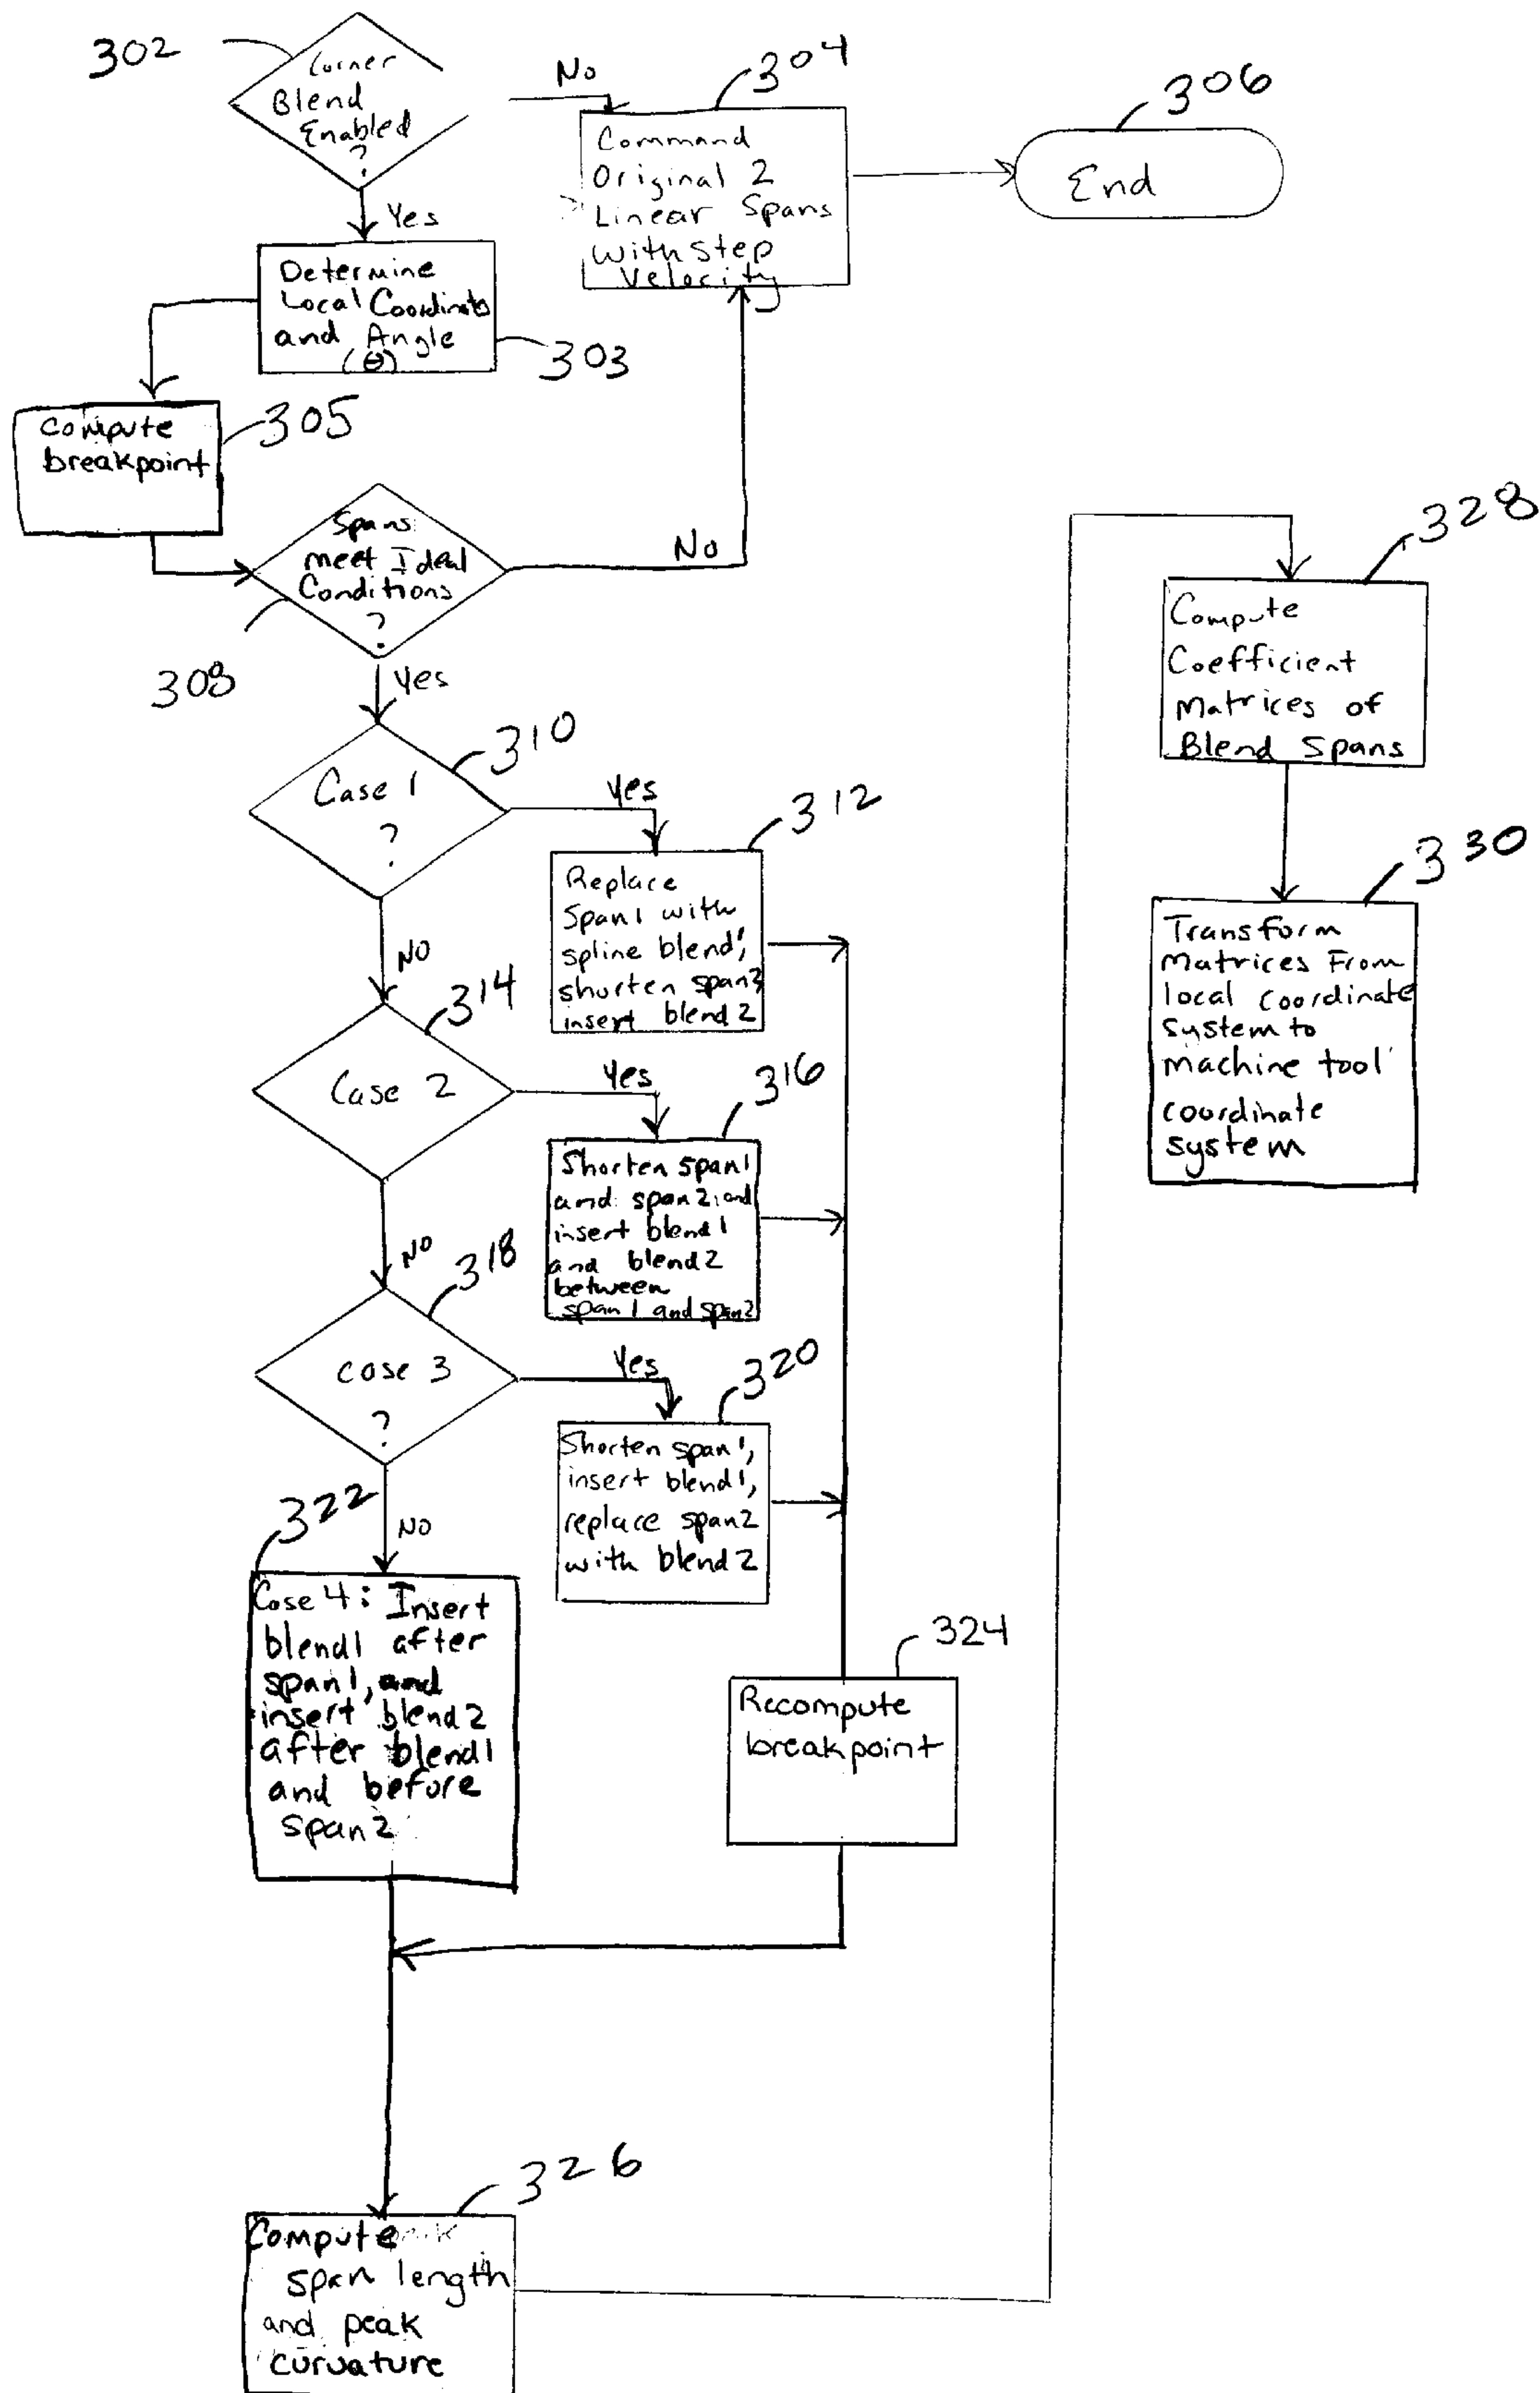 302
Corner
Blend
Enabled
?
No
304
Command
Original 2
Linear Spans
with step
Velocity
306
End
Yes
Determine
Local Coordinates
and Angle
(θ)
303
305
Compute
breakpoint
Spans
meet Ideal
Conditions
?
308
No
Yes
310
Case 1
?
Yes
312
Replace
Span1 with
spline blend1,
shorten span2,
insert blend2
NO
314
Case 2
Yes
316
Shorten span1
and span2, and
insert blend1
and blend2
between
span1 and span2
NO
318
case 3
?
Yes
320
Shorten span1,
insert blend1,
replace span2
with blend2
NO
322
Case 4: Insert
blend1 after
span1, and
insert blend2
after blend1
and before
span2
324
Recompute
breakpoint
326
Compute
span length
and peak
curvature
328
Compute
Coefficient
Matrices of
Blend Spans
330
Transform
Matrices From
local coordinate
system to
machine tool
coordinate
system